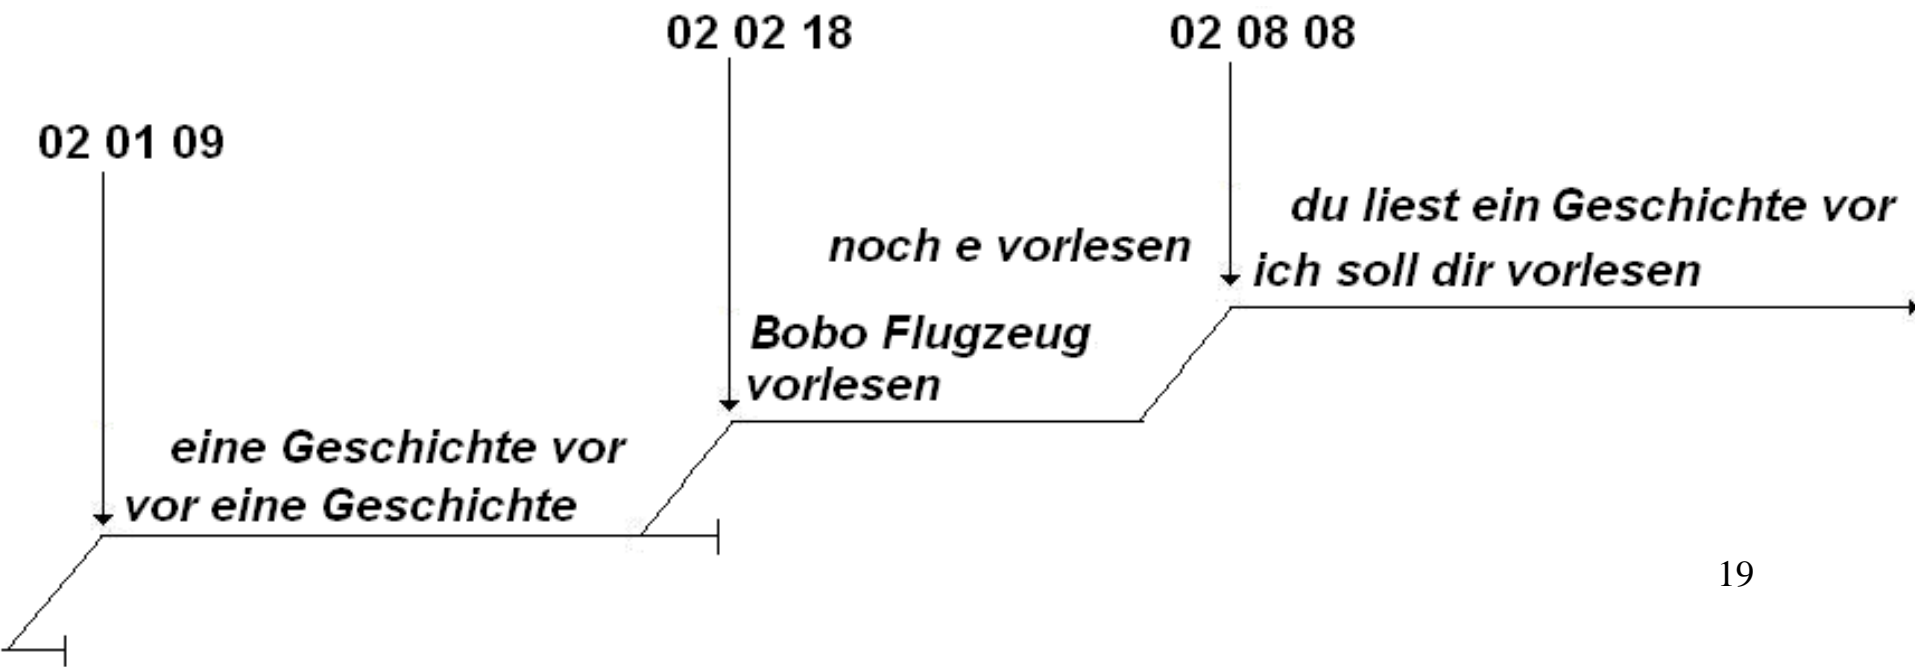 02 02 18
02 08 08
02 01 09
du liest ein Geschichte vor
noch e vorlesen
ich soll dir vorlesen
Bobo Flugzeug
vorlesen
eine Geschichte vor
vor eine Geschichte
19